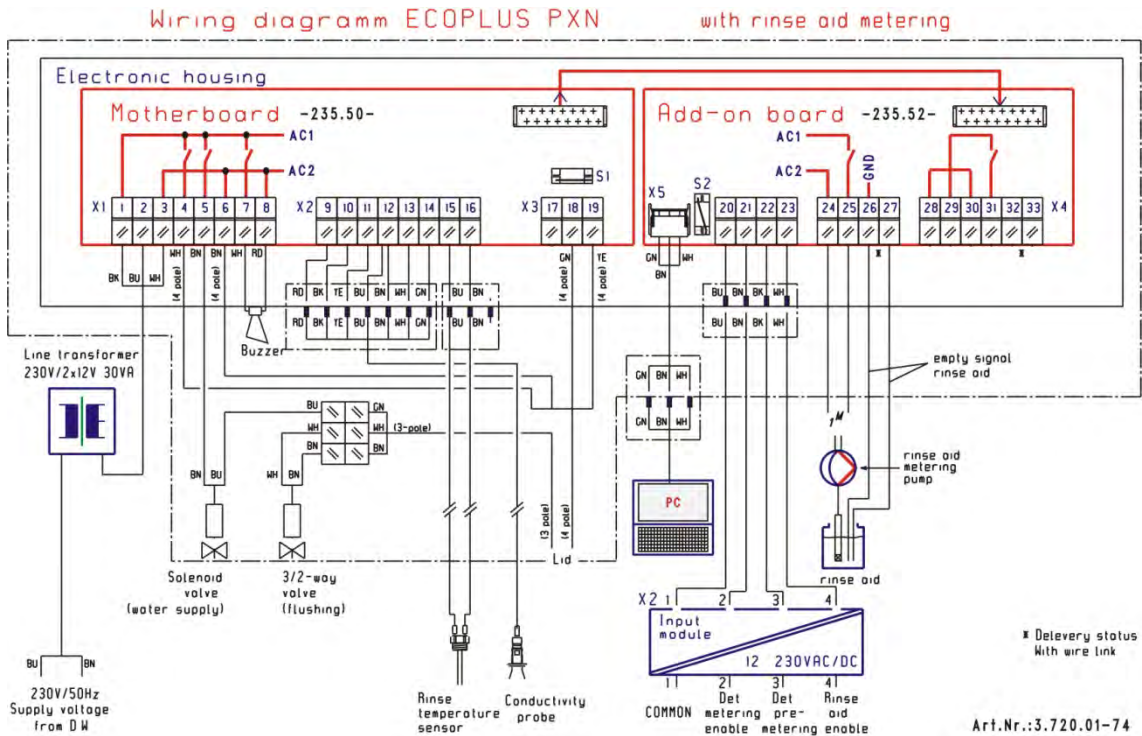 Wiring diagramm ECOPLUS PXN with rinse aid metering
Electronic housing
Motherboard -235.50-
Add-on board -235.52-
AC1
AC2
AC1
AC2
GND
S1
X5
S2
X1 1 2 3 4 5 6 7 8
X2 9 10 11 12 13 14 15 16
X3 17 18 19
20 21 22 23
24 25 26 27
28 29 30 31 32 33 X4
BK BU WH
WH (4 pole) BN BN (4 pole) WH RD
GN (4 pole) YE (4 pole)
GN BN WH
x
x
RD BK YE BU BN WH GN
RD BK YE BU BN WH GN
BU BN
BU BN
BU RD BK WH
BU BN BK WH
Buzzer
Line transformer
230V/2x12V 30VA
empty signal
rinse aid
GN BN WH
GN BN WH
BU GN
WH WH (3-pole)
BN BN
BN BU
WH BN
M
1
rinse aid
metering
pump
PC
(3 pole)
(4 pole)
Lid
rinse aid
Solenoid
valve
(water supply)
3/2-way
valve
(flushing)
X2 1 2 3 4
Input
module
12 230VAC/DC
1 2 3 4
COMMON
Det
metering
enable
Det
pre-
metering
Rinse
aid
enable
x Delevery status
With wire link
BU BN
230V/50Hz
Supply voltage
from DW
Rinse
temperature
sensor
Conductivity
probe
Art.Nr.:3.720.01-74